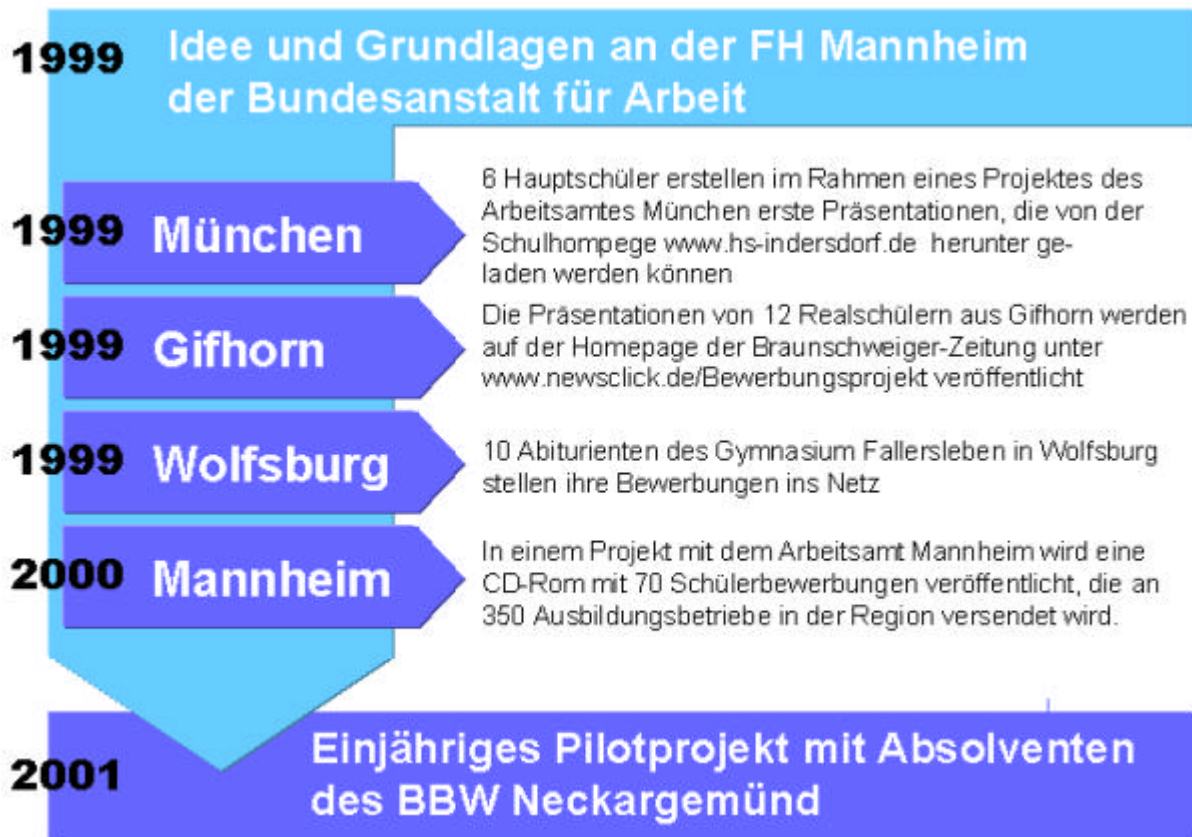 1999 Idee und Grundlagen an der FH Mannheim
der Bundesanstalt für Arbeit
1999 München
6 Hauptschüler erstellen im Rahmen eines Projektes des
Arbeitsamtes München erste Präsentationen, die von der
Schulhompege www.hs-indersdorf.de herunter ge-
laden werden können
1999 Gifhorn
Die Präsentationen von 12 Realschülern aus Gifhorn werden
auf der Homepage der Braunschweiger-Zeitung unter
www.newsclick.de/Bewerbungsprojekt veröffentlicht
1999 Wolfsburg
10 Abiturienten des Gymnasium Fallersleben in Wolfsburg
stellen ihre Bewerbungen ins Netz
2000 Mannheim
In einem Projekt mit dem Arbeitsamt Mannheim wird eine
CD-Rom mit 70 Schülerbewerbungen veröffentlicht, die an
350 Ausbildungsbetriebe in der Region versendet wird.
2001 Einjähriges Pilotprojekt mit Absolventen
des BBW Neckargemünd